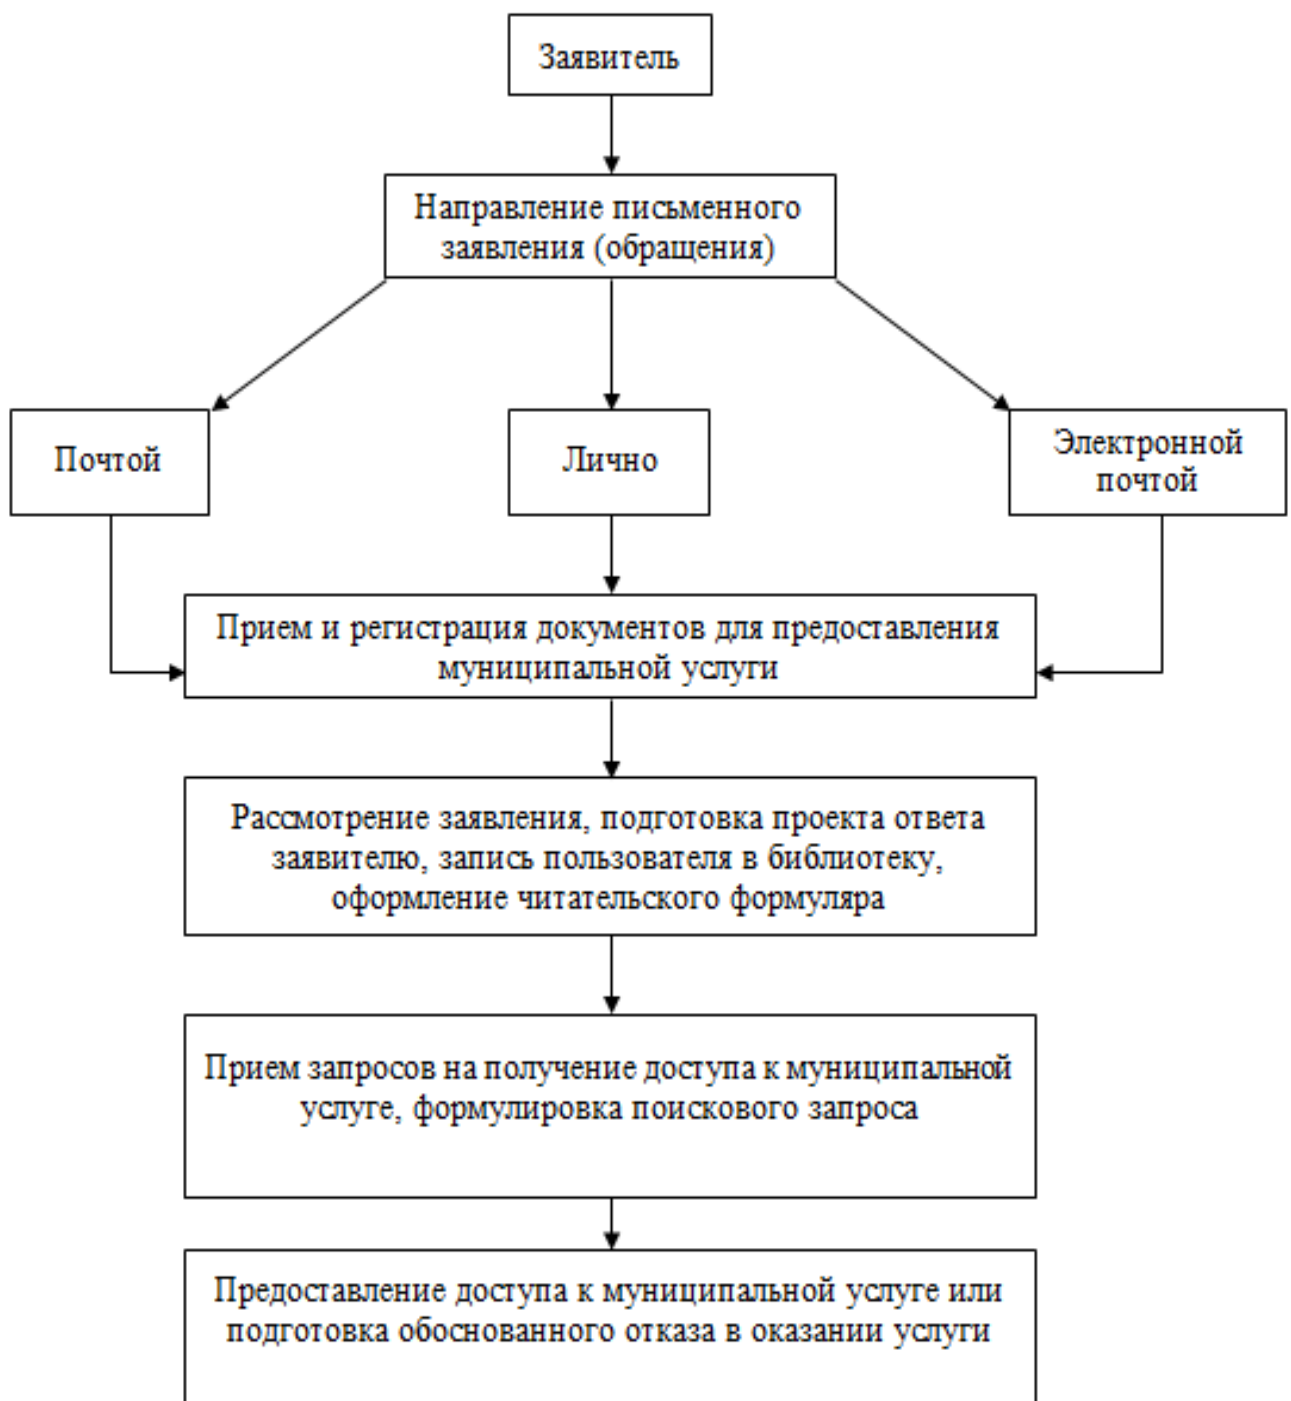 Заявитель
Направление письменного
заявления (обращения)
Почтой
Лично
Электронной
почтой
Прием и регистрация документов для предоставления
муниципальной услуги
Рассмотрение заявления, подготовка проекта ответа
заявителю, запись пользователя в библиотеку,
оформление читательского формуляра
Прием запросов на получение доступа к муниципальной
услуге, формулировка поискового запроса
Предоставление доступа к муниципальной услуге или
подготовка обоснованного отказа в оказании услуги